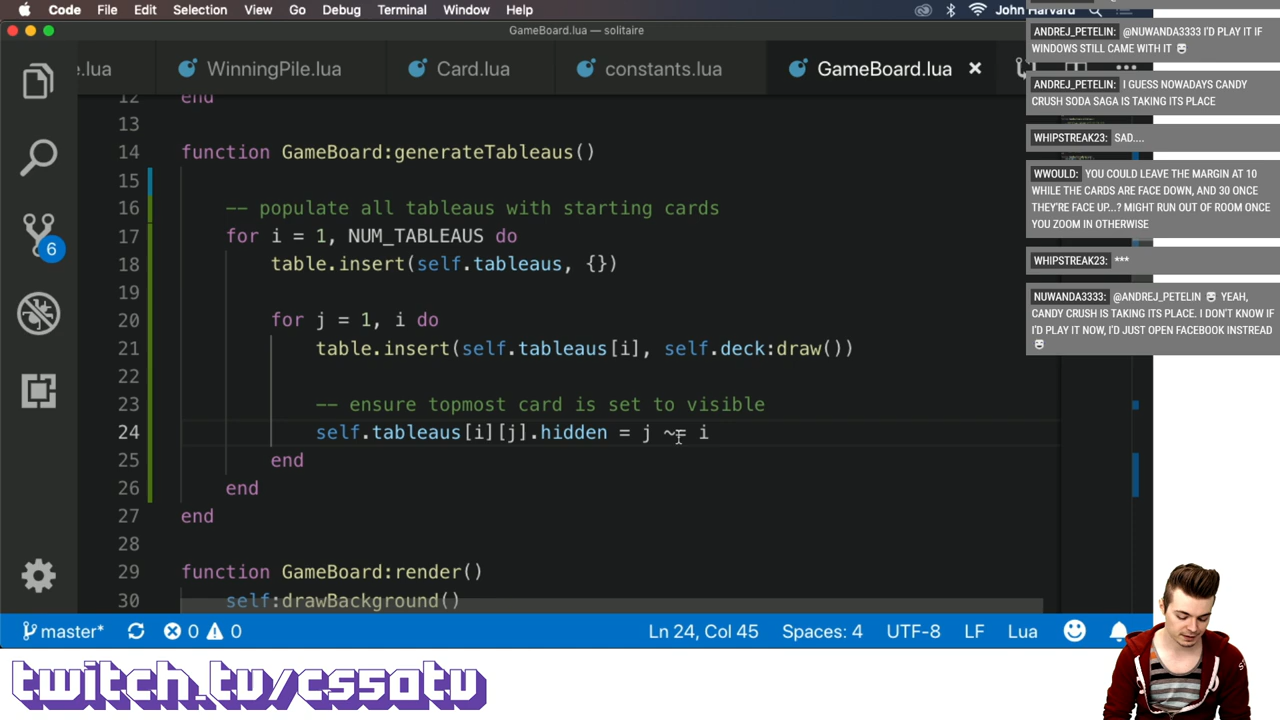 Code File Edit Selection View Go Debug Terminal Window Help John Harvard
GameBoard.lua — solitaire
e.lua WinningPile.lua Card.lua constants.lua GameBoard.lua
12 end
13
14 function GameBoard:generateTableaus()
15
16 -- populate all tableaus with starting cards
17 for i = 1, NUM_TABLEAUS do
18 table.insert(self.tableaus, {})
19
20 for j = 1, i do
21 table.insert(self.tableaus[i], self.deck:draw())
22
23 -- ensure topmost card is set to visible
24 self.tableaus[i][j].hidden = j ~= i
25 end
26 end
27 end
28
29 function GameBoard:render()
30 self:drawBackground()
6
master* 0 0 Ln 24, Col 45 Spaces: 4 UTF-8 LF Lua
ANDREJ_PETELIN: @NUWANDA3333 I'D PLAY IT IF
WINDOWS STILL CAME WITH IT
ANDREJ_PETELIN: I GUESS NOWADAYS CANDY
CRUSH SODA SAGA IS TAKING ITS PLACE
WHIPSTREAK23: SAD....
WWOULD: YOU COULD LEAVE THE MARGIN AT 10
WHILE THE CARDS ARE FACE DOWN, AND 30 ONCE
THEY'RE FACE UP...? MIGHT RUN OUT OF ROOM ONCE
YOU ZOOM IN OTHERWISE
WHIPSTREAK23: ***
NUWANDA3333: @ANDREJ_PETELIN YEAH,
CANDY CRUSH IS TAKING ITS PLACE. I DON'T KNOW IF
I'D PLAY IT NOW, I'D JUST OPEN FACEBOOK INSTREAD
twitch.tv/cs50tv